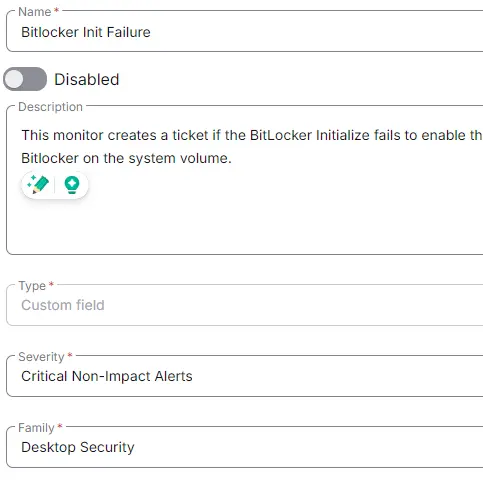 Name *
Bitlocker Init Failure
Disabled
Description
This monitor creates a ticket if the BitLocker Initialize fails to enable th
Bitlocker on the system volume.
Type *
Custom field
Severity *
Critical Non-Impact Alerts
Family *
Desktop Security